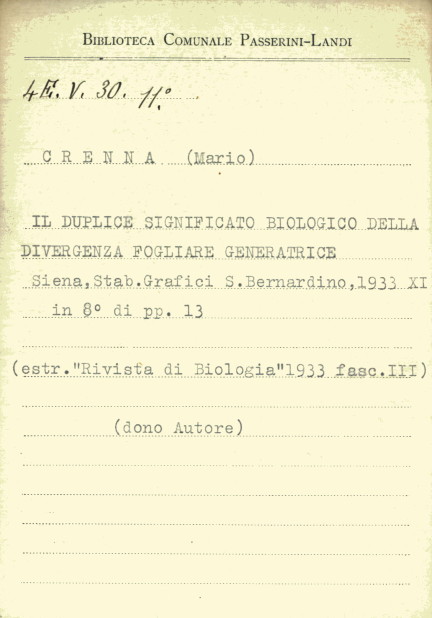 Biblioteca Comunale Passerini-Landi
4E. V. 30. 11°.
C R E N N A (Mario)
IL DUPLICE SIGNIFICATO BIOLOGICO DELLA
DIVERGENZA FOGLIARE GENERATRICE
Siena,Stab.Grafici S.Bernardino,1933 XI
in 8° di pp. 13
(estr."Rivista di Biologia"1933 fasc.III)
(dono Autore)